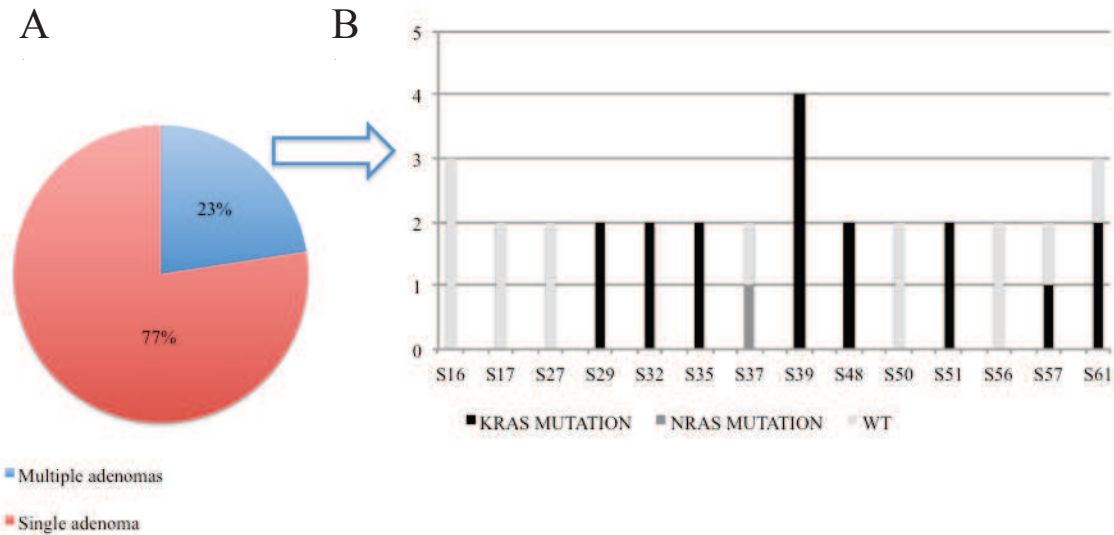 A
B
23%
77%
Multiple adenomas
Single adenoma
5
4
3
2
1
0
S16 S17 S27 S29 S32 S35 S37 S39 S48 S50 S51 S56 S57 S61
KRAS MUTATION NRAS MUTATION WT